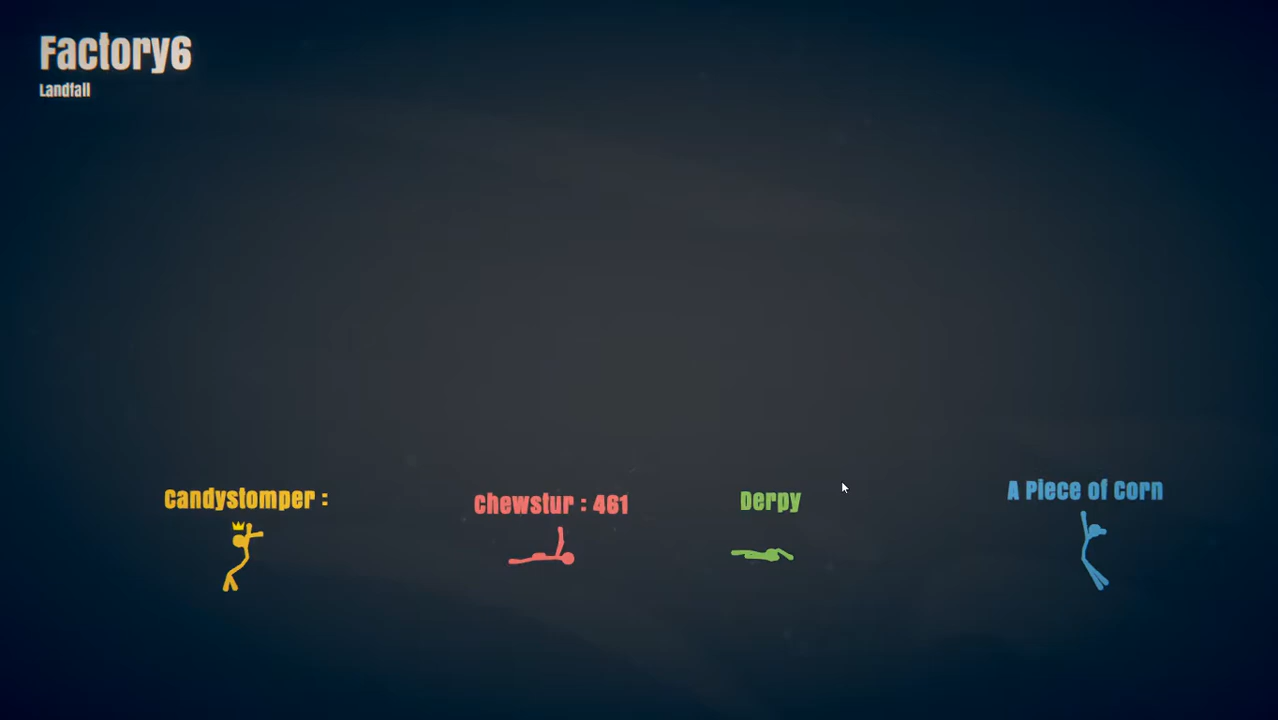 Factory6
Landfall
Candystomper :
Chewstur : 461
Derpy
A Piece of Corn